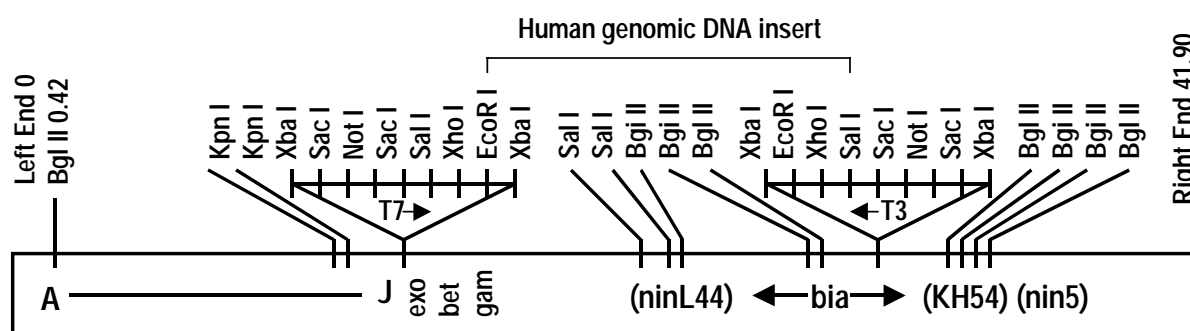 Human genomic DNA insert
Left End 0
Bgl II 0.42
Kpn I
Kpn I
Xba I
Sac I
Not I
Sac I
Sal I
Xho I
EcoR I
Xba I
Sal I
Sal I
Bgi II
Bgi II
Bgl II
Xba I
EcoR I
Xho I
Sal I
Sac I
Not I
Sac I
Xba I
Bgl II
Bgl II
Bgl II
Bgl II
Right End 41.90
T7
T3
A
J
exo
bet
gam
(ninL44)
bia
(KH54)
(nin5)